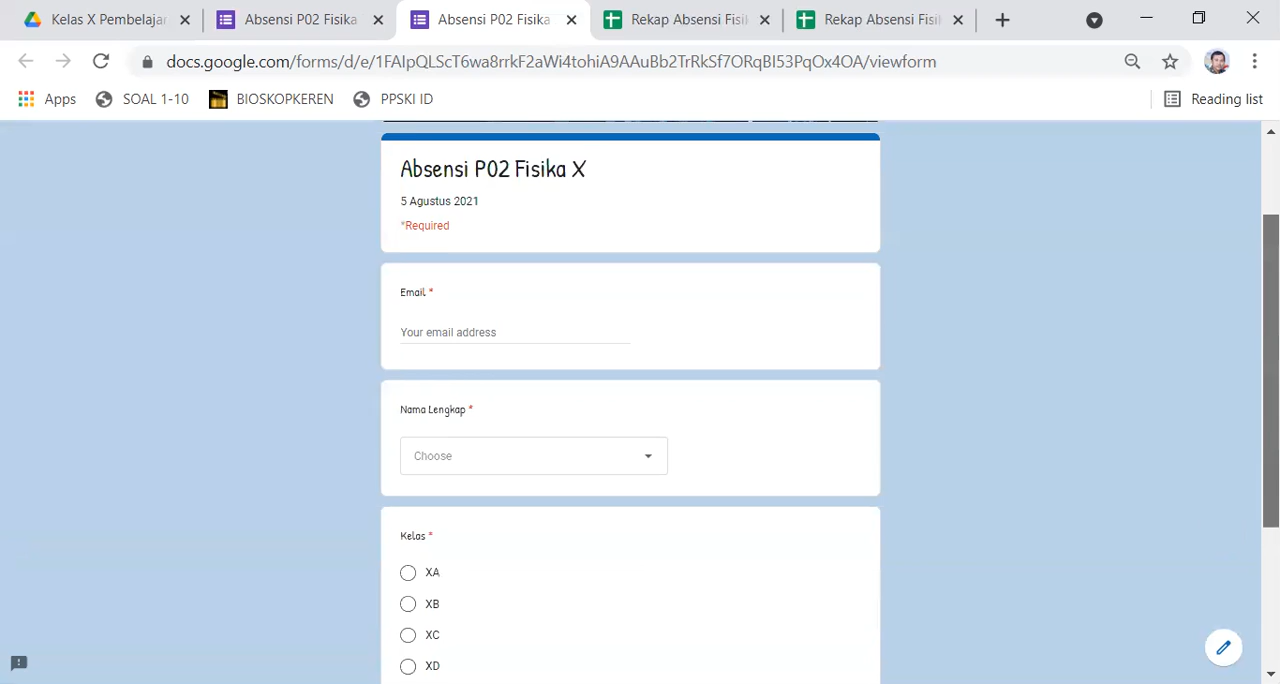 Kelas X Pembelajar
Absensi P02 Fisika
Absensi P02 Fisika
Rekap Absensi Fisi
Rekap Absensi Fisi
docs.google.com/forms/d/e/1FAIpQLScT6wa8rrkF2aWi4tohiA9AAuBb2TrRkSf7ORqBI53PqOx4OA/viewform
Apps
SOAL 1-10
BIOSKOPKEREN
PPSKI ID
Reading list
Absensi P02 Fisika X
5 Agustus 2021
*Required
Email *
Your email address
Nama Lengkap *
Choose
Kelas *
XA
XB
XC
XD